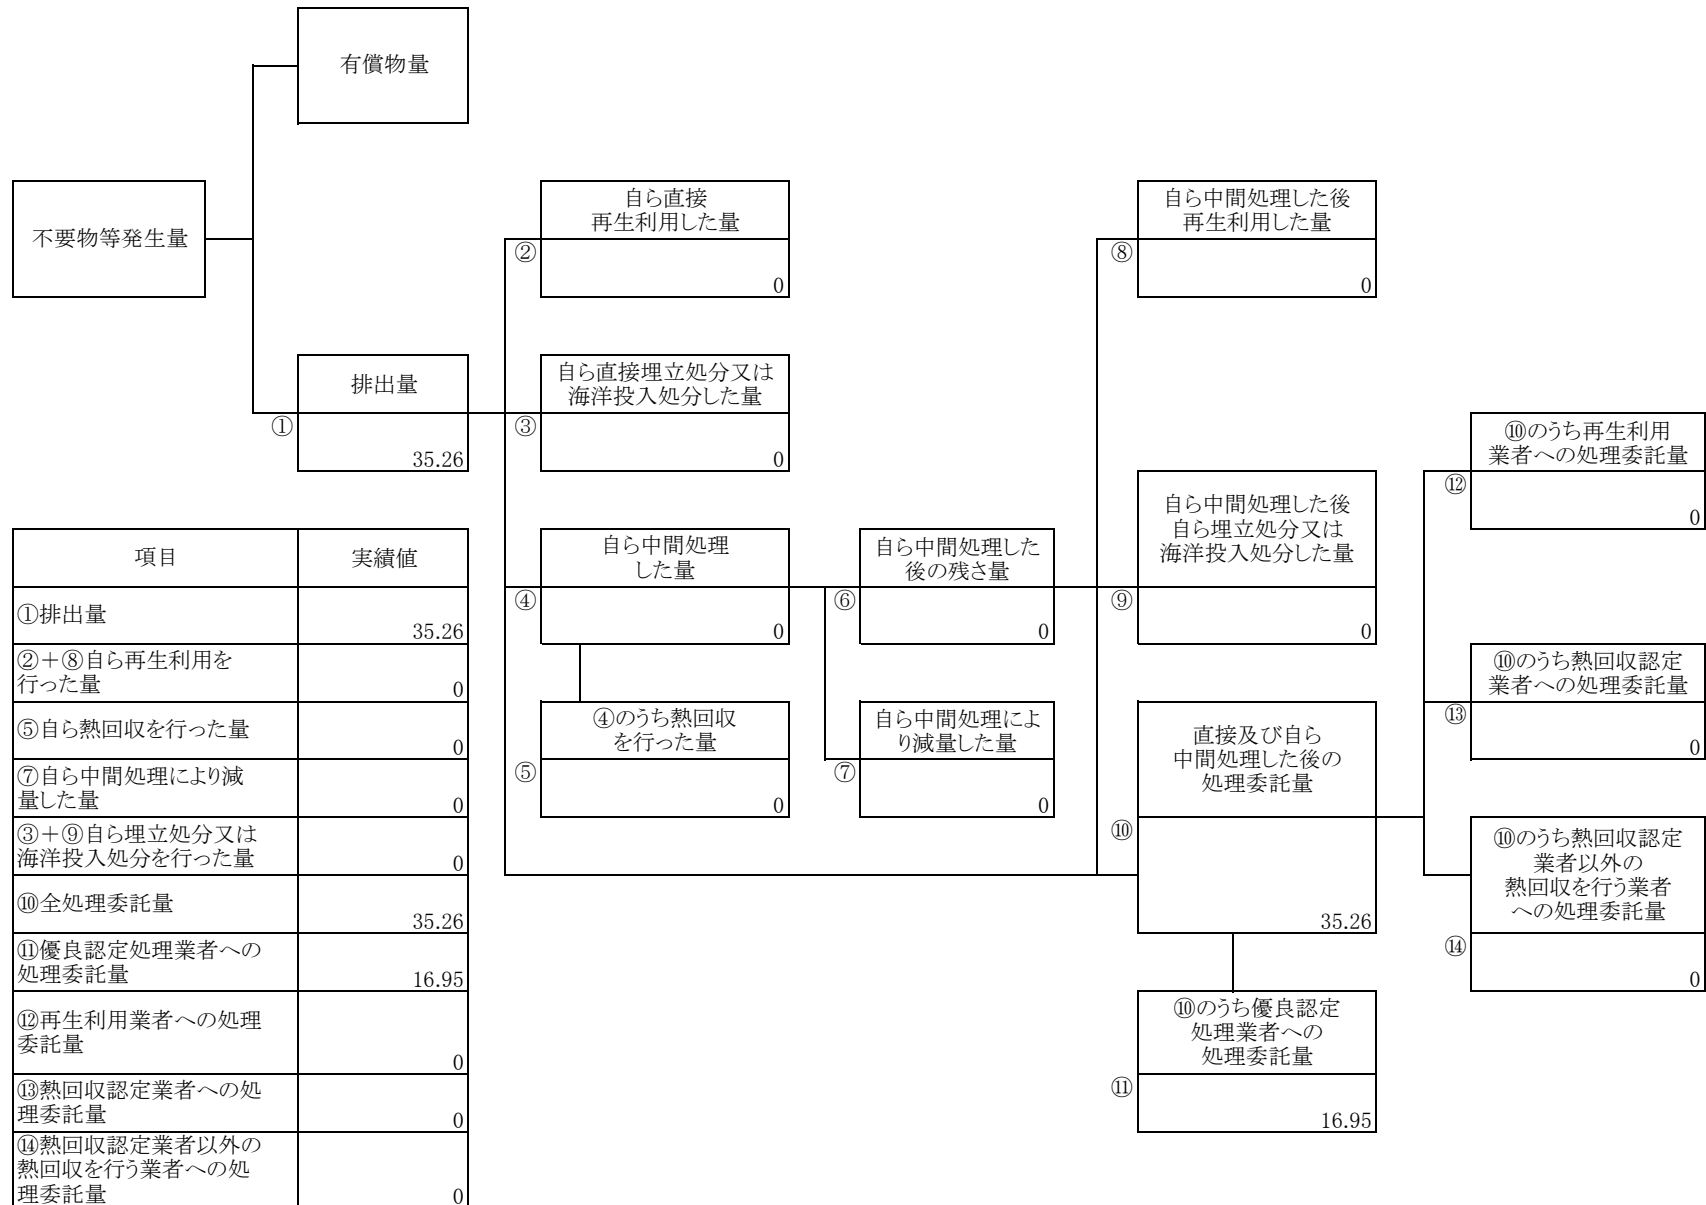 有償物量
不要物等発生量
自ら直接
再生利用した量
②
0
自ら中間処理した後
再生利用した量
⑧
0
排出量
①
35.26
自ら直接埋立処分又は
海洋投入処分した量
③
0
⑩のうち再生利用
業者への処理委託量
⑫
0
自ら中間処理
した量
④
0
自ら中間処理した
後の残さ量
⑥
0
自ら中間処理した後
自ら埋立処分又は
海洋投入処分した量
⑨
0
⑩のうち熱回収認定
業者への処理委託量
⑬
0
④のうち熱回収
を行った量
⑤
0
自ら中間処理によ
り減量した量
⑦
0
直接及び自ら
中間処理した後の
処理委託量
⑩
35.26
⑩のうち熱回収認定
業者以外の
熱回収を行う業者
への処理委託量
⑭
0
⑩のうち優良認定
処理業者への
処理委託量
⑪
16.95
項目 実績値
①排出量
35.26
②+⑧自ら再生利用を
行った量
0
⑤自ら熱回収を行った量
0
⑦自ら中間処理により減
量した量
0
③+⑨自ら埋立処分又は
海洋投入処分を行った量
0
⑩全処理委託量
35.26
⑪優良認定処理業者への
処理委託量
16.95
⑫再生利用業者への処理
委託量
0
⑬熱回収認定業者への処
理委託量
0
⑭熱回収認定業者以外の
熱回収を行う業者への処
理委託量
0